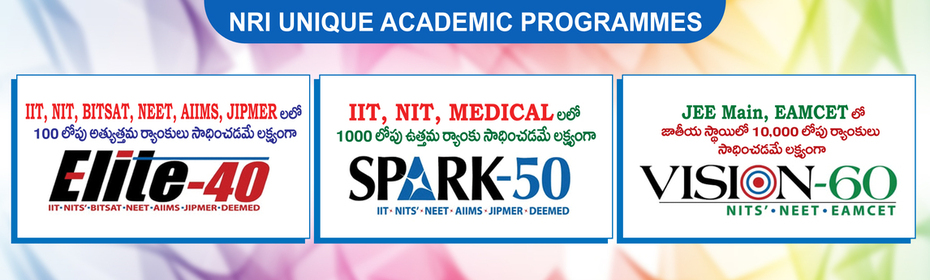 NRI UNIQUE ACADEMIC PROGRAMMES
IIT, NIT, BITSAT, NEET, AIIMS, JIPMER లలో
100 లోపు అత్యుత్తమ ర్యాంకులు సాధించడమే లక్ష్యంగా
Elite-40
IIT·NITS'·BITSAT·NEET·AIIMS·JIPMER·DEEMED
IIT, NIT, MEDICAL లలో
1000 లోపు ఉత్తమ ర్యాంకు సాధించడమే లక్ష్యంగా
SPARK-50
IIT·NITS'·NEET·AIIMS·JIPMER·DEEMED
JEE Main, EAMCET లో
జాతీయ స్థాయిలో 10,000 లోపు ర్యాంకులు
సాధించడమే లక్ష్యంగా
VISION-60
NITS'·NEET·EAMCET